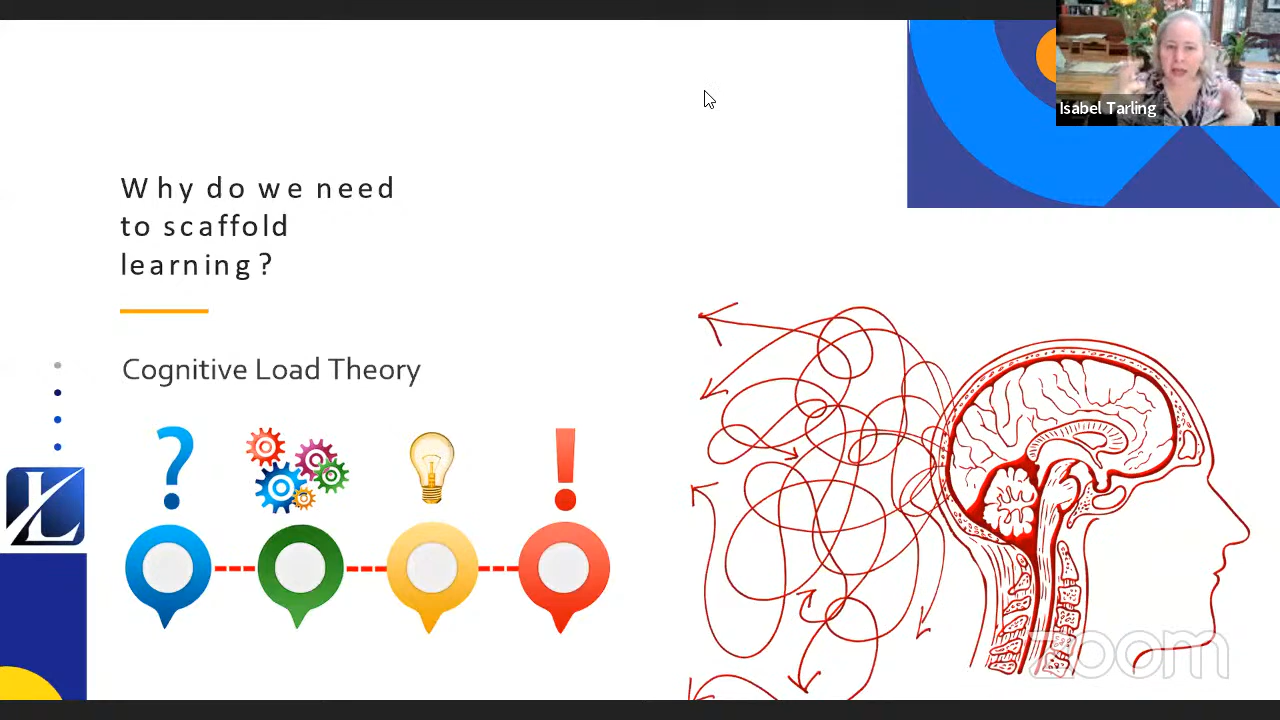 Isabel Tarling
Why do we need
to scaffold
learning?
Cognitive Load Theory
?
!
L
zoom